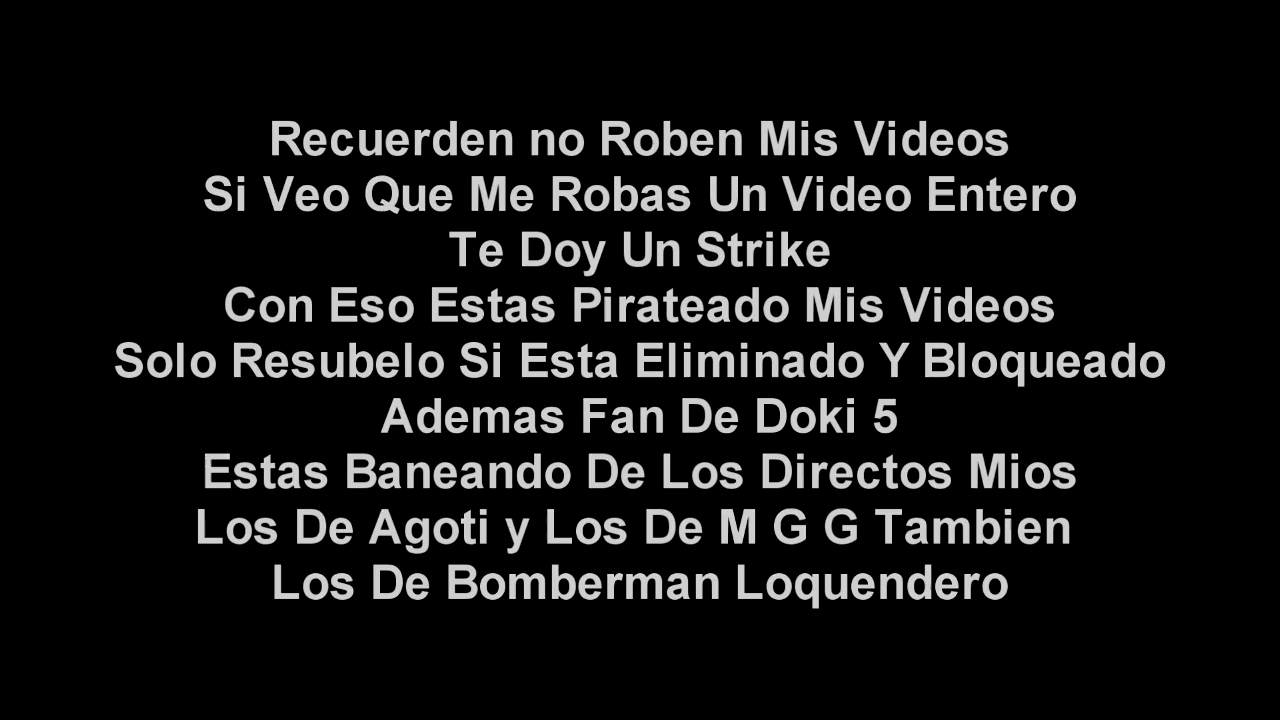 Recuerden no Roben Mis Videos
Si Veo Que Me Robas Un Video Entero
Te Doy Un Strike
Con Eso Estas Pirateado Mis Videos
Solo Resubelo Si Esta Eliminado Y Bloqueado
Ademas Fan De Doki 5
Estas Baneando De Los Directos Mios
Los De Agoti y Los De M G G Tambien
Los De Bomberman Loquendero